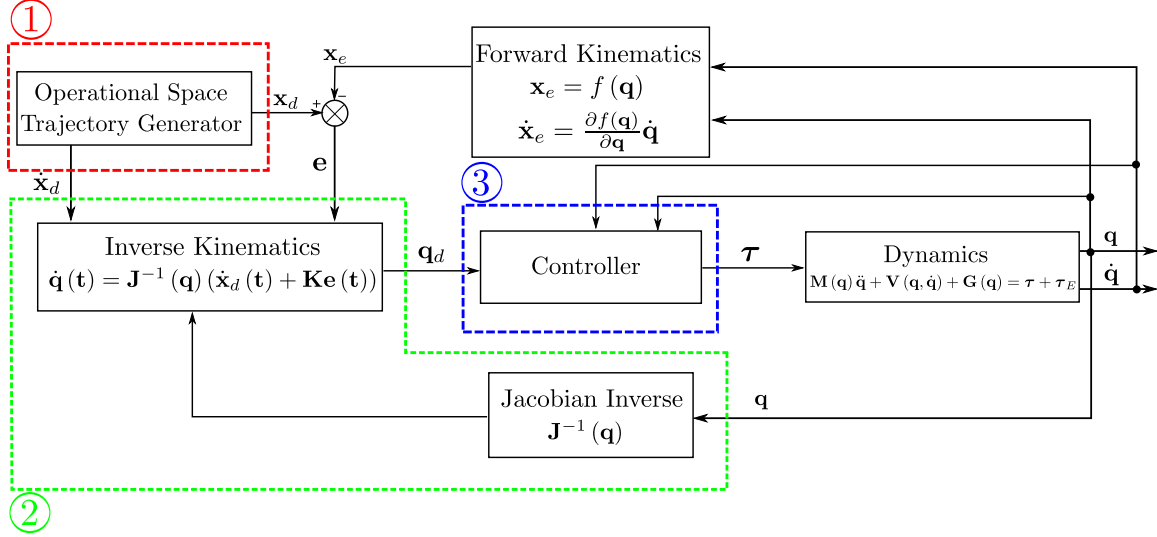 ①
Operational Space
Trajectory Generator
𝐱_d
+
−
𝐱_e
Forward Kinematics
𝐱_e = f (𝐪)
𝐱̇_e = ∂f(𝐪)/∂𝐪 𝐪̇
𝐱̇_d
𝐞
②
Inverse Kinematics
𝐪̇ (𝐭) = 𝐉⁻¹ (𝐪) (𝐱̇_d (𝐭) + 𝐊𝐞 (𝐭))
𝐪_d
③
Controller
𝝉
Dynamics
𝐌 (𝐪) 𝐪̈ + 𝐕 (𝐪, 𝐪̇) + 𝐆 (𝐪) = 𝝉 + 𝝉_E
𝐪
𝐪̇
Jacobian Inverse
𝐉⁻¹ (𝐪)
𝐪